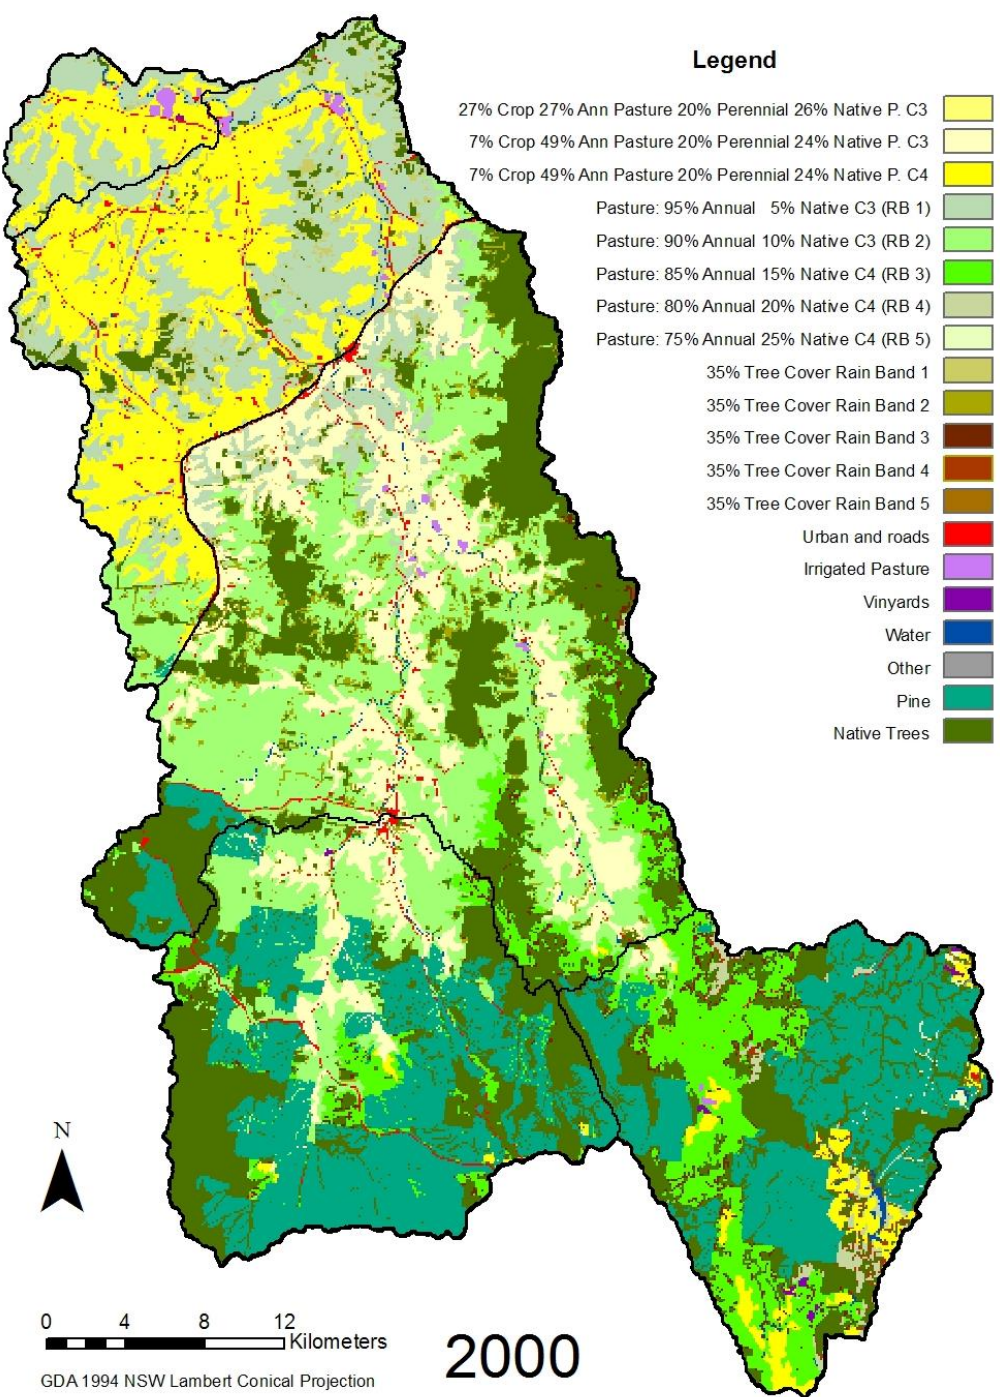 Legend
27% Crop 27% Ann Pasture 20% Perennial 26% Native P. C3
7% Crop 49% Ann Pasture 20% Perennial 24% Native P. C3
7% Crop 49% Ann Pasture 20% Perennial 24% Native P. C4
Pasture: 95% Annual 5% Native C3 (RB 1)
Pasture: 90% Annual 10% Native C3 (RB 2)
Pasture: 85% Annual 15% Native C4 (RB 3)
Pasture: 80% Annual 20% Native C4 (RB 4)
Pasture: 75% Annual 25% Native C4 (RB 5)
35% Tree Cover Rain Band 1
35% Tree Cover Rain Band 2
35% Tree Cover Rain Band 3
35% Tree Cover Rain Band 4
35% Tree Cover Rain Band 5
Urban and roads
Irrigated Pasture
Vinyards
Water
Other
Pine
Native Trees
N
0 4 8 12
Kilometers
GDA 1994 NSW Lambert Conical Projection
2000